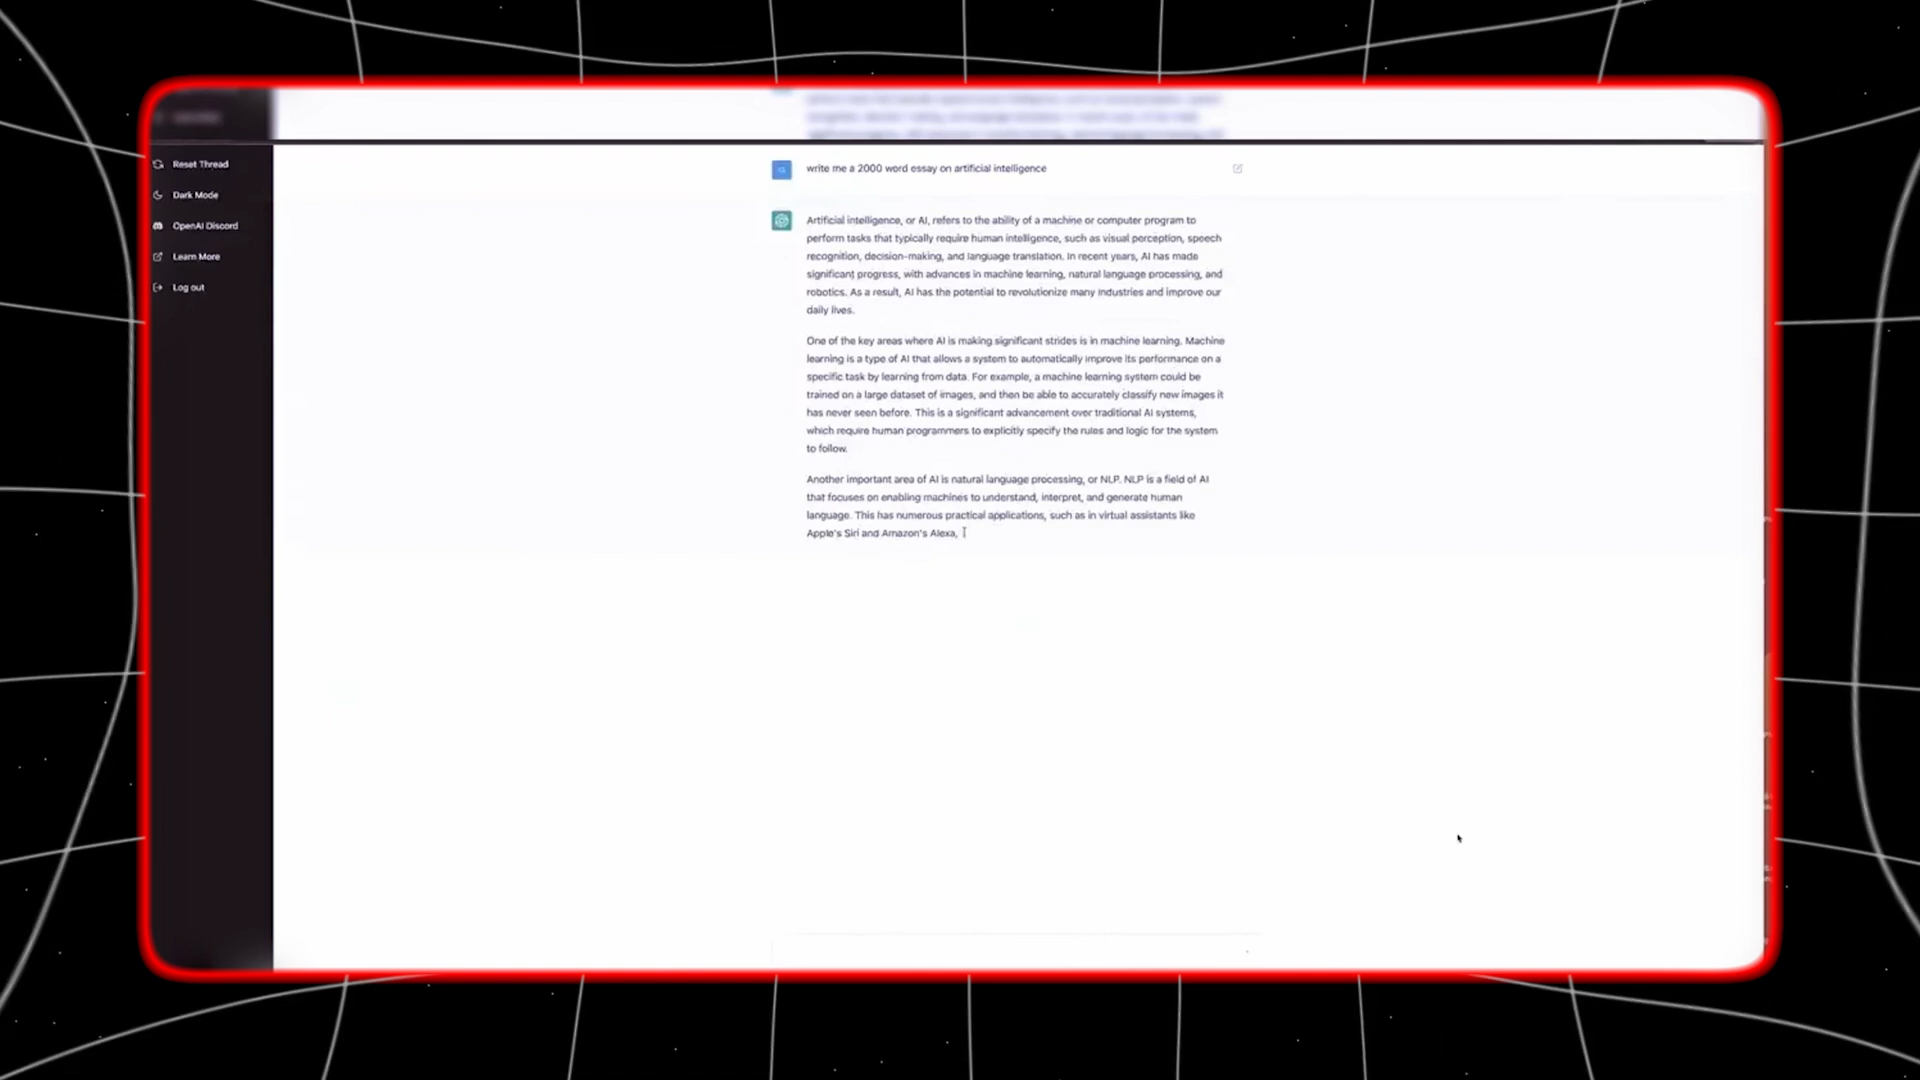 Reset Thread
Dark Mode
OpenAI Discord
Learn More
Log out
write me a 2000 word essay on artificial intelligence
Artificial intelligence, or AI, refers to the ability of a machine or computer program to
perform tasks that typically require human intelligence, such as visual perception, speech
recognition, decision-making, and language translation. In recent years, AI has made
significant progress, with advances in machine learning, natural language processing, and
robotics. As a result, AI has the potential to revolutionize many industries and improve our
daily lives.
One of the key areas where AI is making significant strides is in machine learning. Machine
learning is a type of AI that allows a system to automatically improve its performance on a
specific task by learning from data. For example, a machine learning system could be
trained on a large dataset of images, and then be able to accurately classify new images it
has never seen before. This is a significant advancement over traditional AI systems,
which require human programmers to explicitly specify the rules and logic for the system
to follow.
Another important area of AI is natural language processing, or NLP. NLP is a field of AI
that focuses on enabling machines to understand, interpret, and generate human
language. This has numerous practical applications, such as in virtual assistants like
Apple's Siri and Amazon's Alexa,